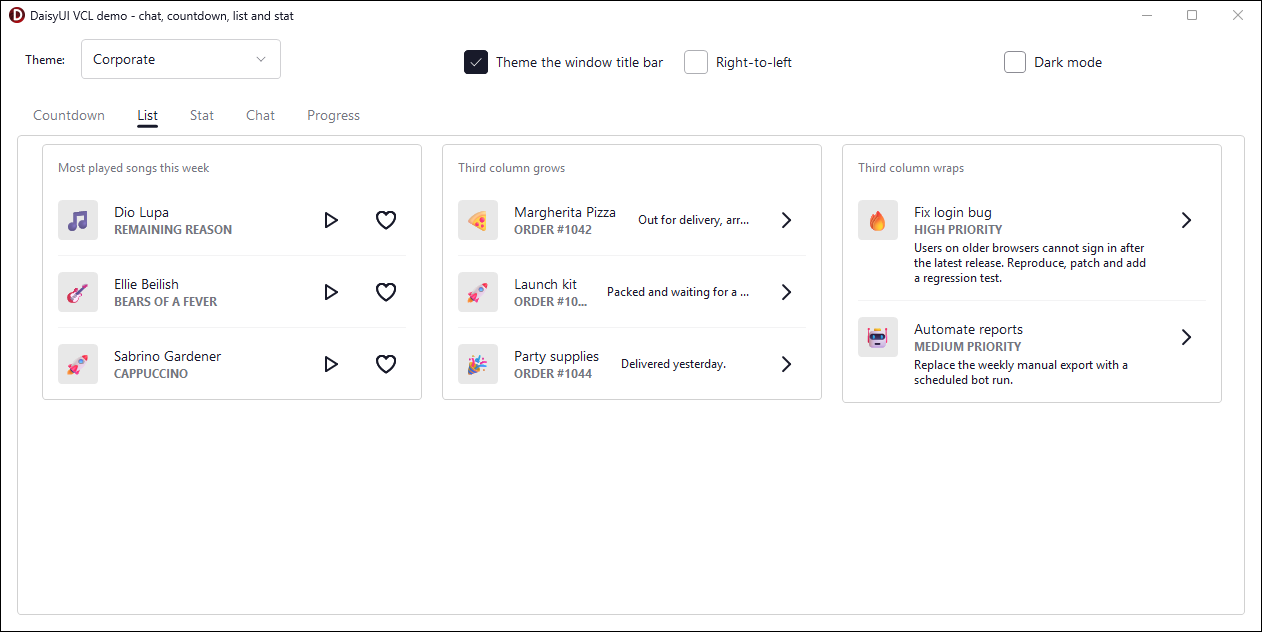 DaisyUI VCL demo - chat, countdown, list and stat
Theme: Corporate Theme the window title bar Right-to-left Dark mode
Countdown List Stat Chat Progress
Most played songs this week
Dio Lupa
REMAINING REASON
Ellie Beilish
BEARS OF A FEVER
Sabrino Gardener
CAPPUCCINO
Third column grows
Margherita Pizza
ORDER #1042
Out for delivery, arr...
Launch kit
ORDER #10...
Packed and waiting for a ...
Party supplies
ORDER #1044
Delivered yesterday.
Third column wraps
Fix login bug
HIGH PRIORITY
Users on older browsers cannot sign in after
the latest release. Reproduce, patch and add
a regression test.
Automate reports
MEDIUM PRIORITY
Replace the weekly manual export with a
scheduled bot run.